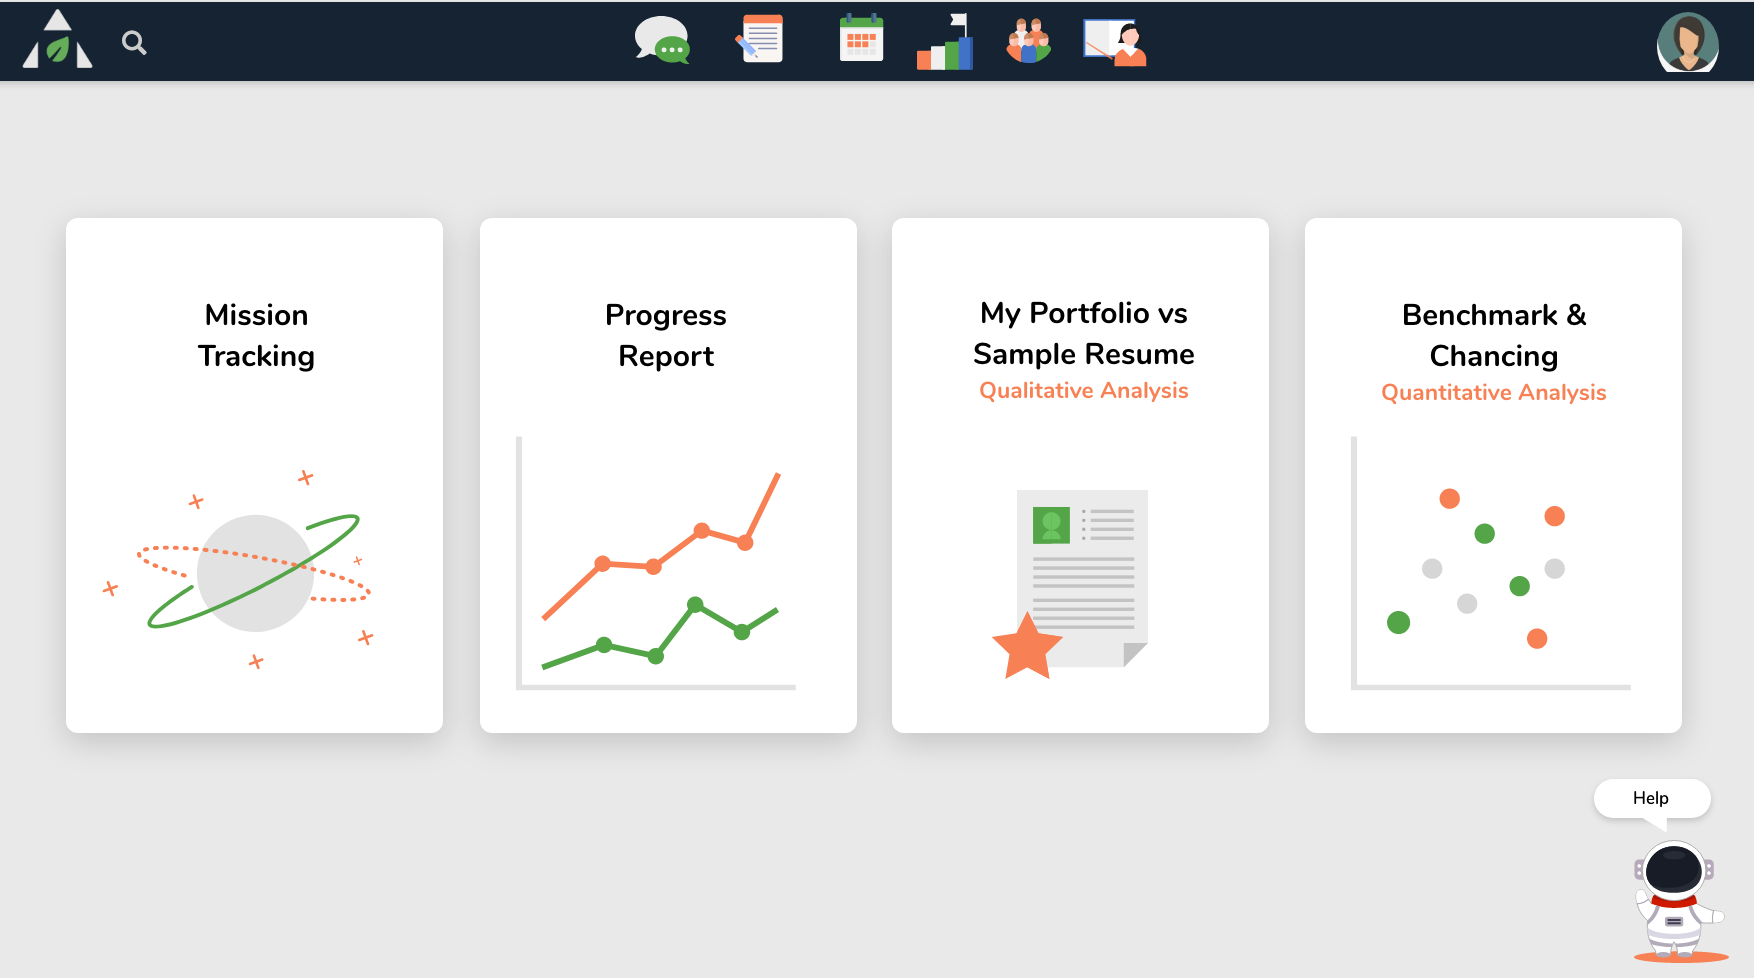 Mission
Tracking
Progress
Report
My Portfolio vs
Sample Resume
Qualitative Analysis
Benchmark &
Chancing
Quantitative Analysis
Help